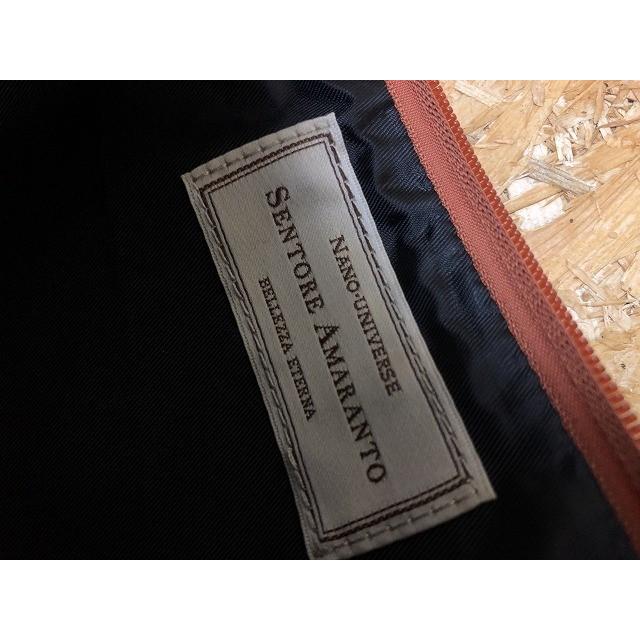 NANO·UNIVERSE
SENTORE AMARANTO
BELLEZZA ETERNA